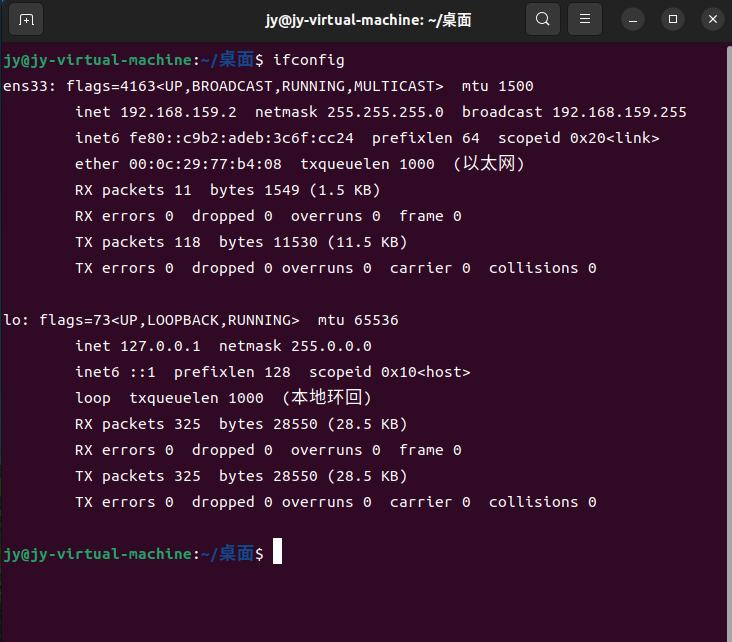 jy@jy-virtual-machine: ~/桌面
jy@jy-virtual-machine:~/桌面$ ifconfig
ens33: flags=4163<UP,BROADCAST,RUNNING,MULTICAST>  mtu 1500
        inet 192.168.159.2  netmask 255.255.255.0  broadcast 192.168.159.255
        inet6 fe80::c9b2:adeb:3c6f:cc24  prefixlen 64  scopeid 0x20<link>
        ether 00:0c:29:77:b4:08  txqueuelen 1000  (以太网)
        RX packets 11  bytes 1549 (1.5 KB)
        RX errors 0  dropped 0  overruns 0  frame 0
        TX packets 118  bytes 11530 (11.5 KB)
        TX errors 0  dropped 0 overruns 0  carrier 0  collisions 0
lo: flags=73<UP,LOOPBACK,RUNNING>  mtu 65536
        inet 127.0.0.1  netmask 255.0.0.0
        inet6 ::1  prefixlen 128  scopeid 0x10<host>
        loop  txqueuelen 1000  (本地环回)
        RX packets 325  bytes 28550 (28.5 KB)
        RX errors 0  dropped 0  overruns 0  frame 0
        TX packets 325  bytes 28550 (28.5 KB)
        TX errors 0  dropped 0 overruns 0  carrier 0  collisions 0
jy@jy-virtual-machine:~/桌面$